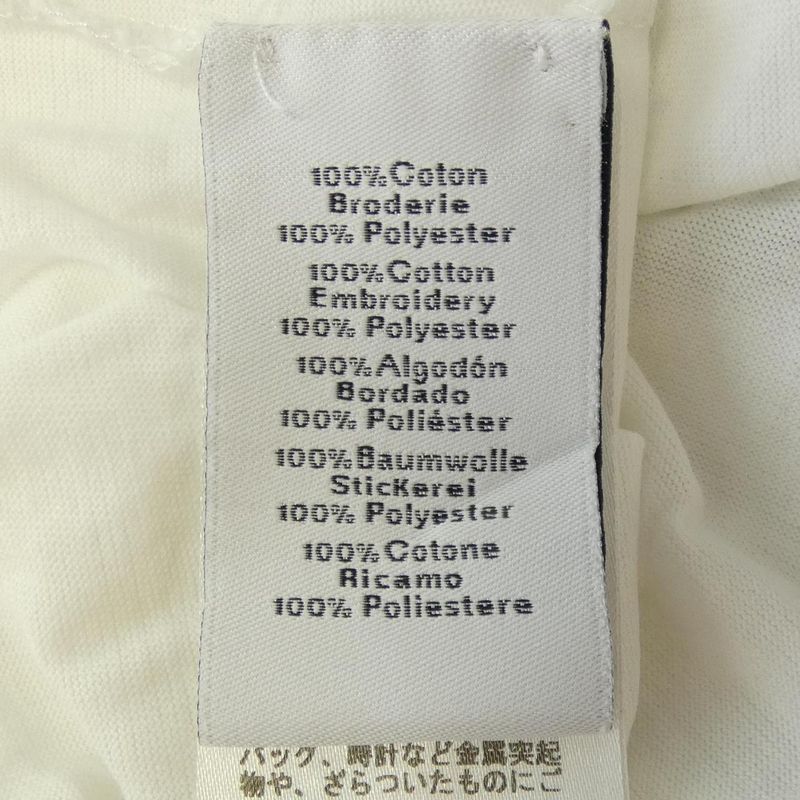 100%Coton
Broderie
100% Polyester
100%Cotton
Embroidery
100% Polyester
100%Algodón
Bordado
100% Poliéster
100%Baumwolle
Stickerei
100% Polyester
100%Cotone
Ricamo
100% Poliestere
バッグ、時計など金属突起
物や、ざらついたものにご